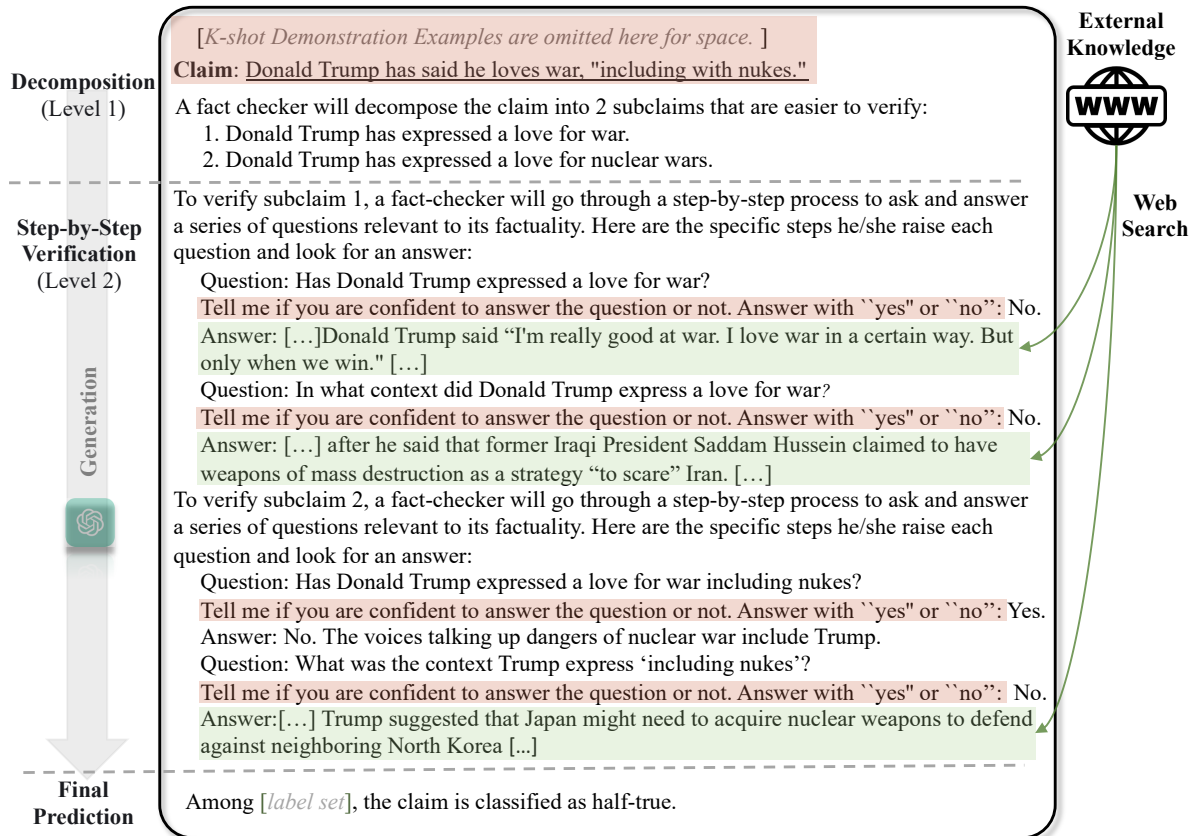 [K-shot Demonstration Examples are omitted here for space. ]
Claim: Donald Trump has said he loves war, "including with nukes."
Decomposition
(Level 1)
A fact checker will decompose the claim into 2 subclaims that are easier to verify:
1. Donald Trump has expressed a love for war.
2. Donald Trump has expressed a love for nuclear wars.
External
Knowledge
WWW
Web
Search
Step-by-Step
Verification
(Level 2)
Generation
To verify subclaim 1, a fact-checker will go through a step-by-step process to ask and answer
a series of questions relevant to its factuality. Here are the specific steps he/she raise each
question and look for an answer:
Question: Has Donald Trump expressed a love for war?
Tell me if you are confident to answer the question or not. Answer with ``yes" or ``no”: No.
Answer: […]Donald Trump said “I'm really good at war. I love war in a certain way. But
only when we win." […]
Question: In what context did Donald Trump express a love for war?
Tell me if you are confident to answer the question or not. Answer with ``yes" or ``no”: No.
Answer: […] after he said that former Iraqi President Saddam Hussein claimed to have
weapons of mass destruction as a strategy “to scare” Iran. […]
To verify subclaim 2, a fact-checker will go through a step-by-step process to ask and answer
a series of questions relevant to its factuality. Here are the specific steps he/she raise each
question and look for an answer:
Question: Has Donald Trump expressed a love for war including nukes?
Tell me if you are confident to answer the question or not. Answer with ``yes" or ``no”: Yes.
Answer: No. The voices talking up dangers of nuclear war include Trump.
Question: What was the context Trump express ‘including nukes’?
Tell me if you are confident to answer the question or not. Answer with ``yes" or ``no”: No.
Answer:[…] Trump suggested that Japan might need to acquire nuclear weapons to defend
against neighboring North Korea […]
Final
Prediction
Among [label set], the claim is classified as half-true.